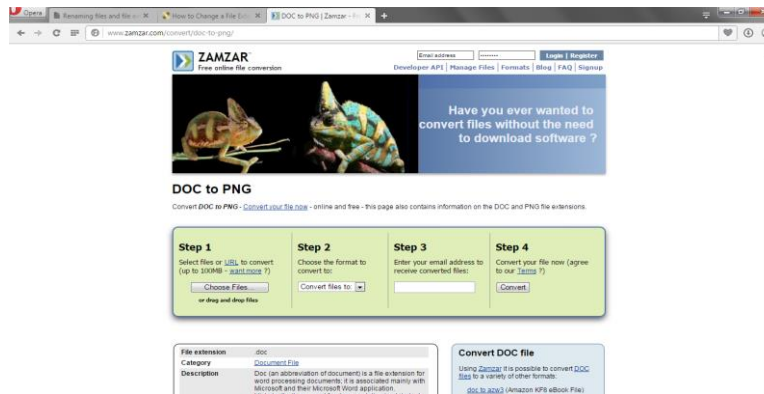 Opera
Renaming files and file ex
How to Change a File Ext
DOC to PNG | Zamzar - Fr
www.zamzar.com/convert/doc-to-png/
ZAMZAR
Free online file conversion
Email address
Login | Register
Developer API | Manage Files | Formats | Blog | FAQ | Signup
Have you ever wanted to
convert files without the need
to download software ?
DOC to PNG
Convert DOC to PNG - Convert your file now - online and free - this page also contains information on the DOC and PNG file extensions.
Step 1
Select files or URL to convert
(up to 100MB - want more ?)
Choose Files...
or drag and drop files
Step 2
Choose the format to
convert to:
Convert files to:
Step 3
Enter your email address to
receive converted files:
Step 4
Convert your file now (agree
to our Terms ?)
Convert
File extension .doc
Category Document File
Description Doc (an abbreviation of document) is a file extension for
word processing documents; it is associated mainly with
Microsoft and their Microsoft Word application.
Convert DOC file
Using Zamzar it is possible to convert DOC
files to a variety of other formats:
doc to azw3 (Amazon KF8 eBook File)